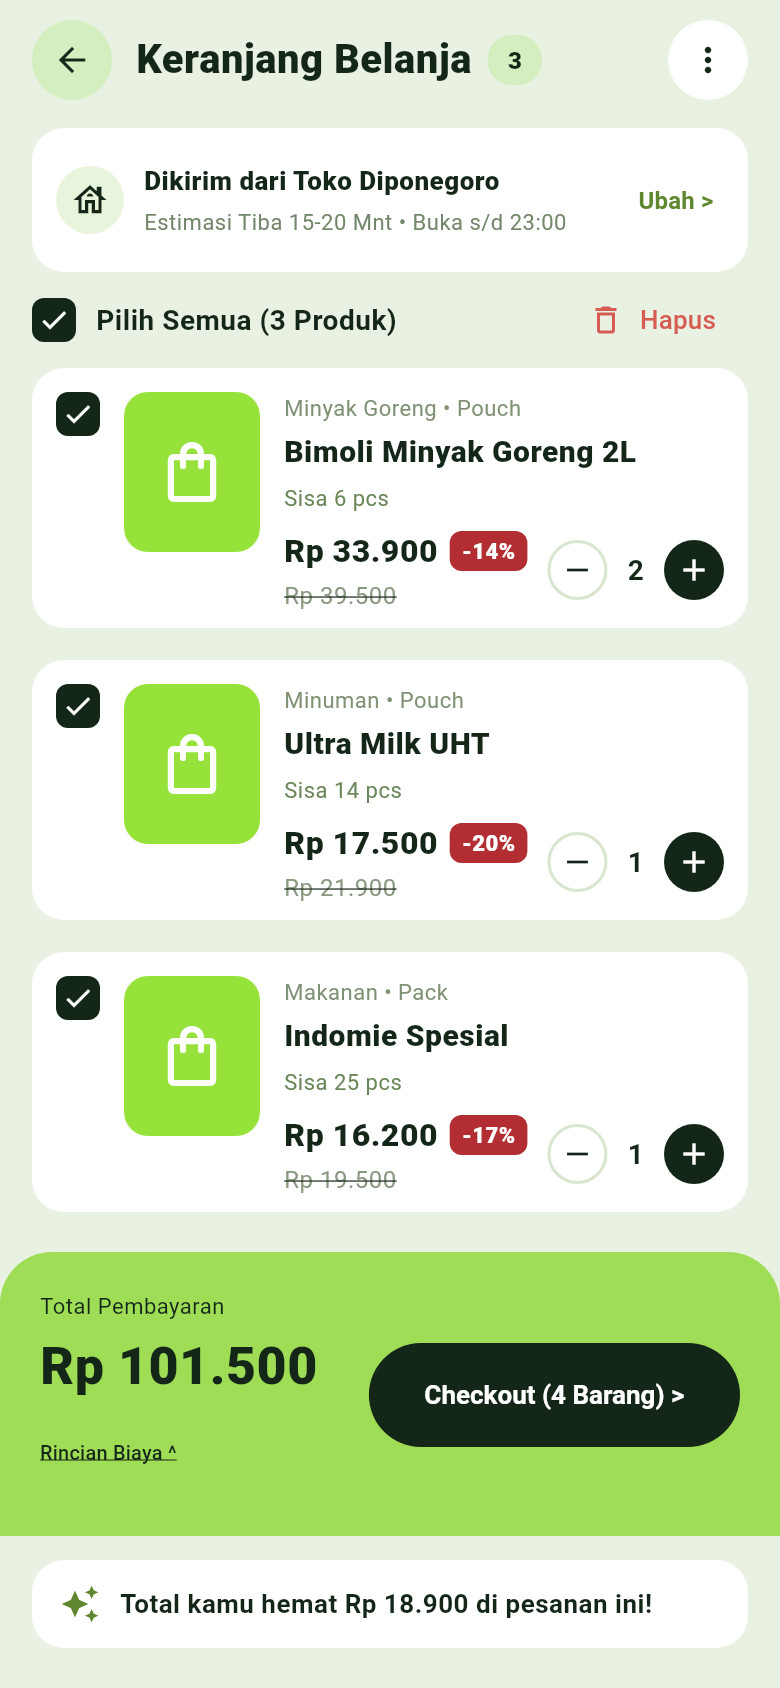 Keranjang Belanja 3
Dikirim dari Toko Diponegoro
Estimasi Tiba 15-20 Mnt • Buka s/d 23:00
Ubah >
Pilih Semua (3 Produk)
Hapus
Minyak Goreng • Pouch
Bimoli Minyak Goreng 2L
Sisa 6 pcs
Rp 33.900 -14%
Rp 39.500
2
Minuman • Pouch
Ultra Milk UHT
Sisa 14 pcs
Rp 17.500 -20%
Rp 21.900
1
Makanan • Pack
Indomie Spesial
Sisa 25 pcs
Rp 16.200 -17%
Rp 19.500
1
Total Pembayaran
Rp 101.500
Rincian Biaya ^
Checkout (4 Barang) >
Total kamu hemat Rp 18.900 di pesanan ini!